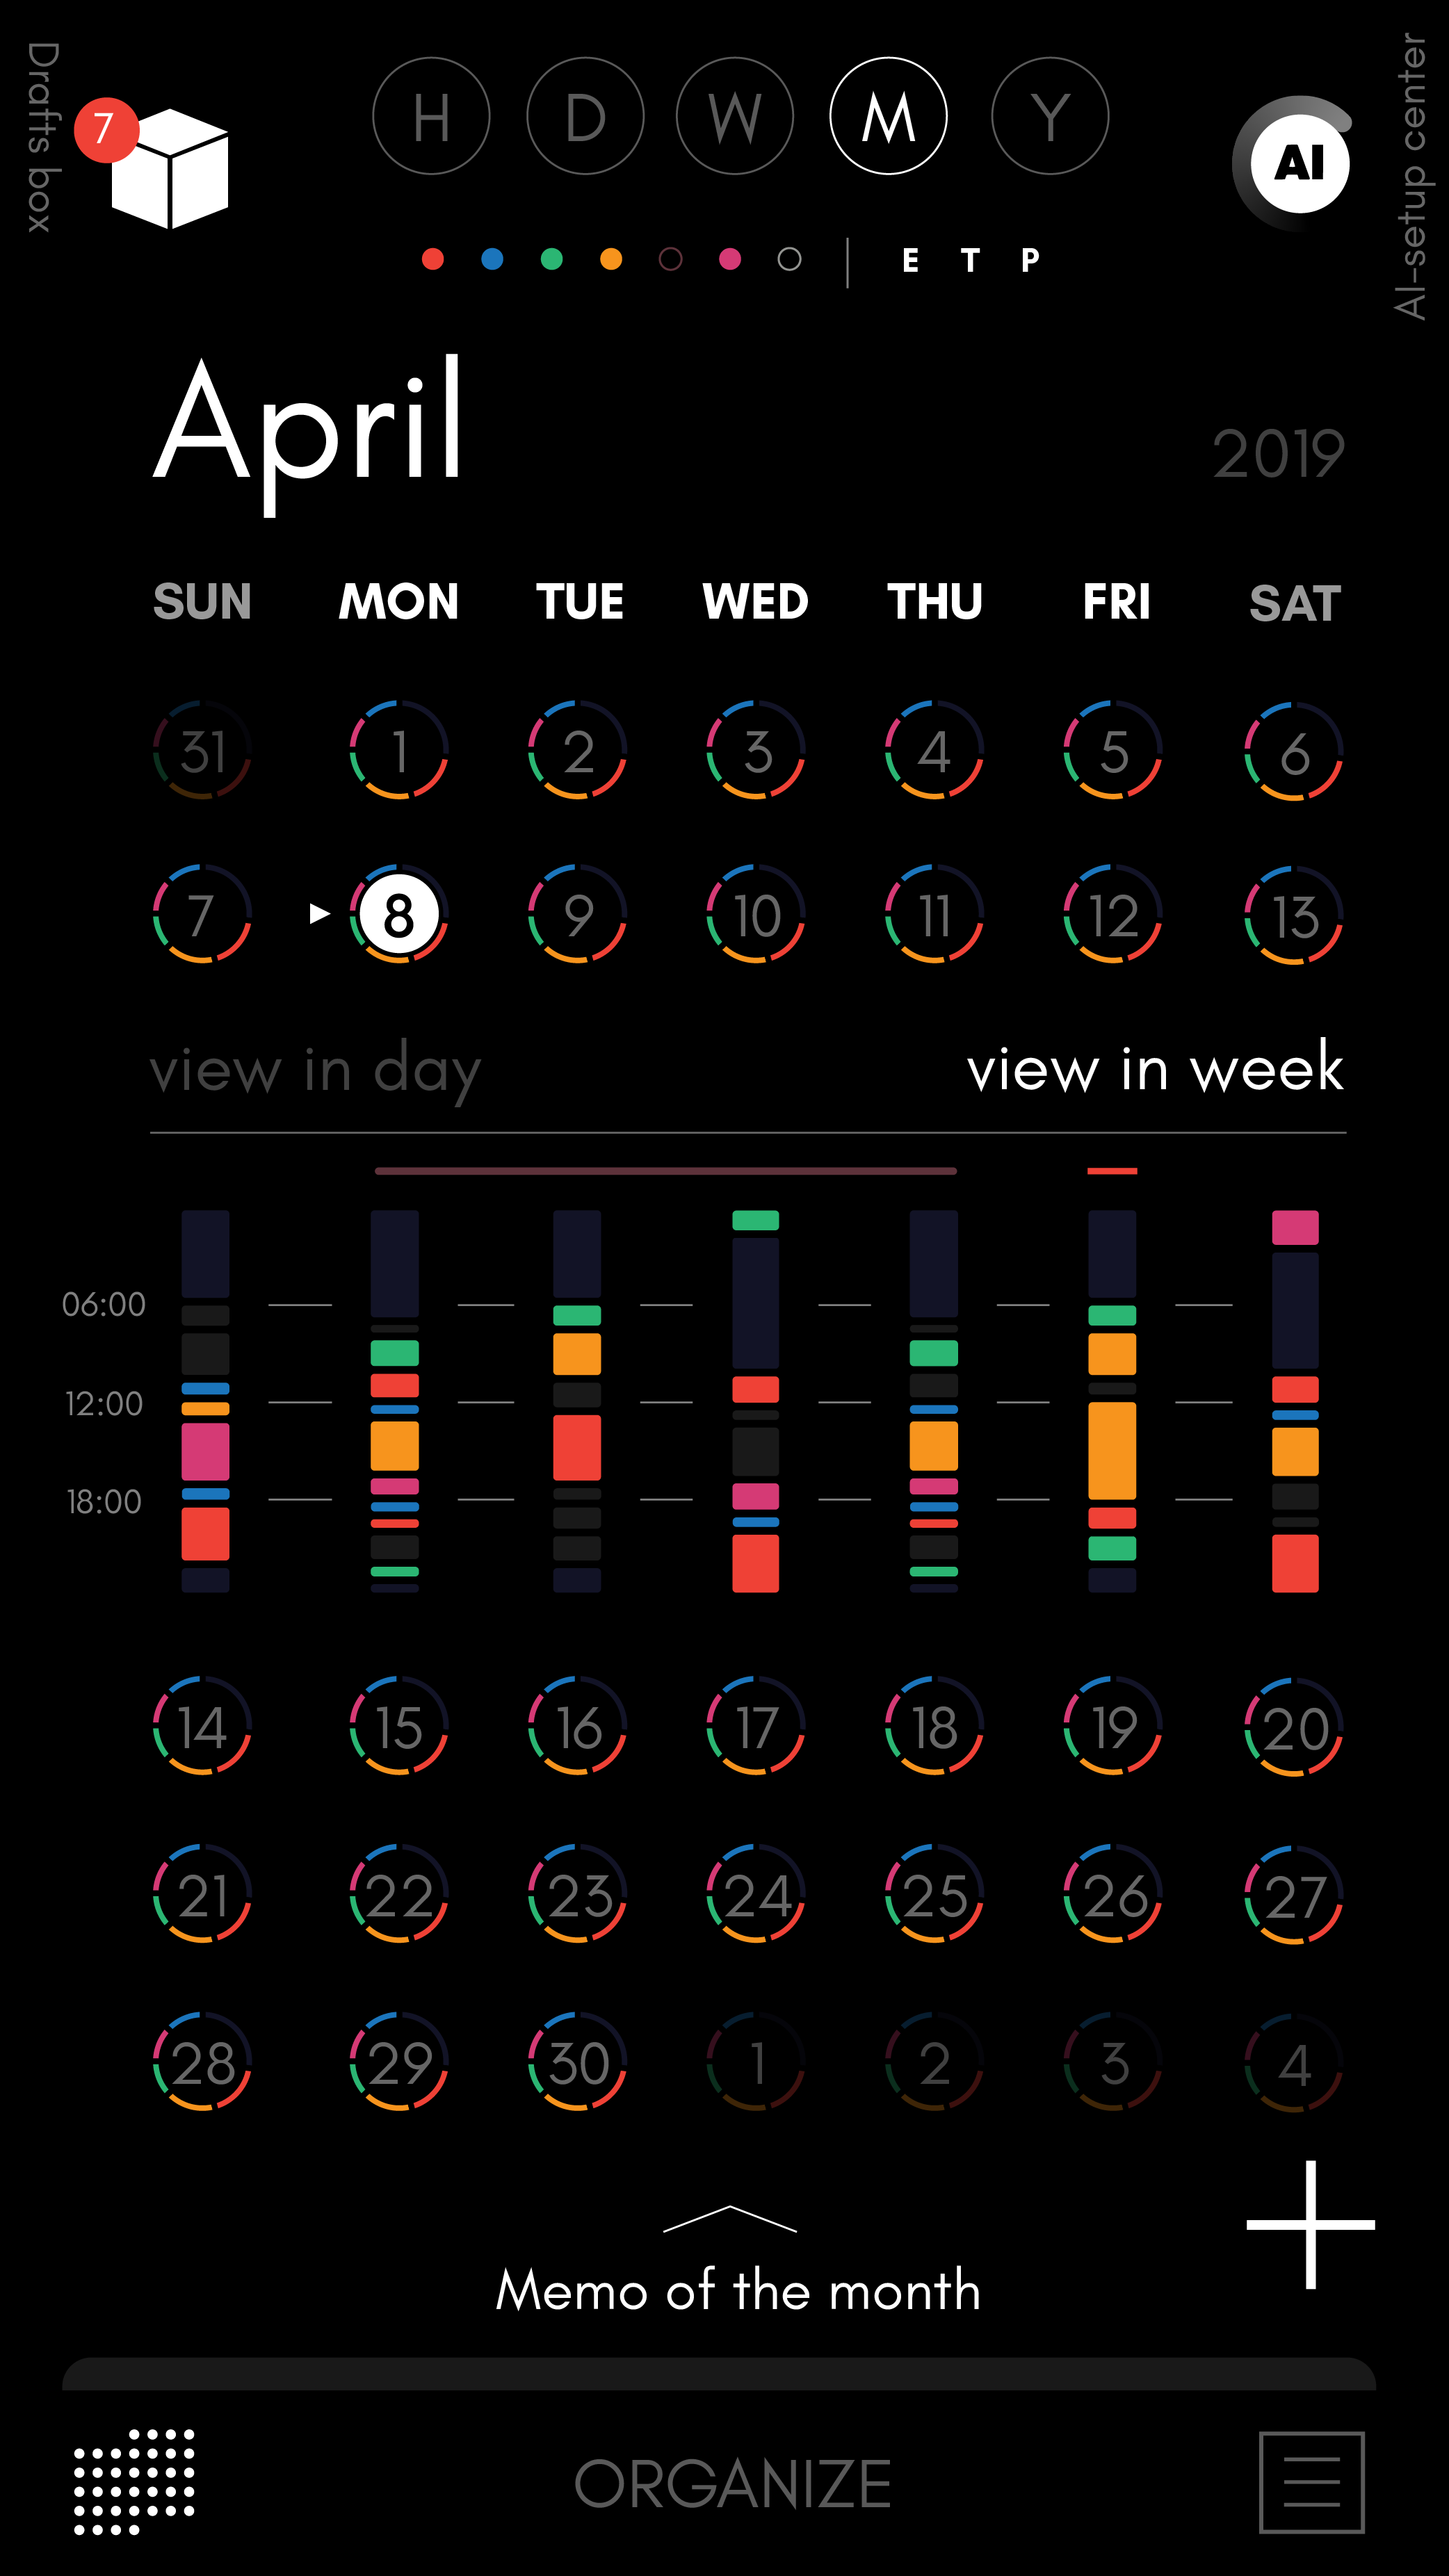 Drafts box
7
H D W M Y
AI
AI-setup center
E T P
April
2019
SUN MON TUE WED THU FRI SAT
31 1 2 3 4 5 6
7 8 9 10 11 12 13
view in day
view in week
06:00
12:00
18:00
14 15 16 17 18 19 20
21 22 23 24 25 26 27
28 29 30 1 2 3 4
Memo of the month
ORGANIZE